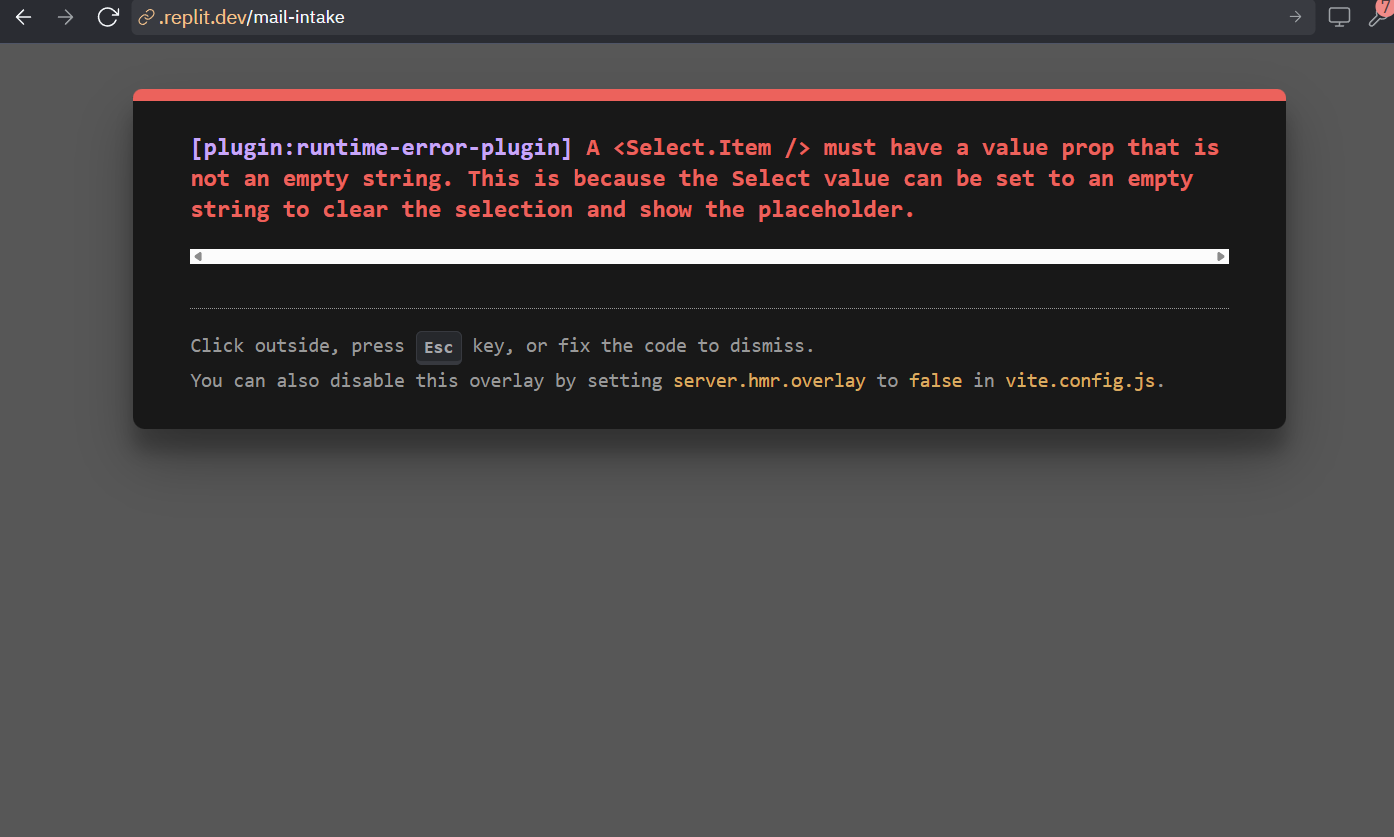 .replit.dev/mail-intake
7
[plugin:runtime-error-plugin] A <Select.Item /> must have a value prop that is
not an empty string. This is because the Select value can be set to an empty
string to clear the selection and show the placeholder.
Click outside, press Esc key, or fix the code to dismiss.
You can also disable this overlay by setting server.hmr.overlay to false in vite.config.js.